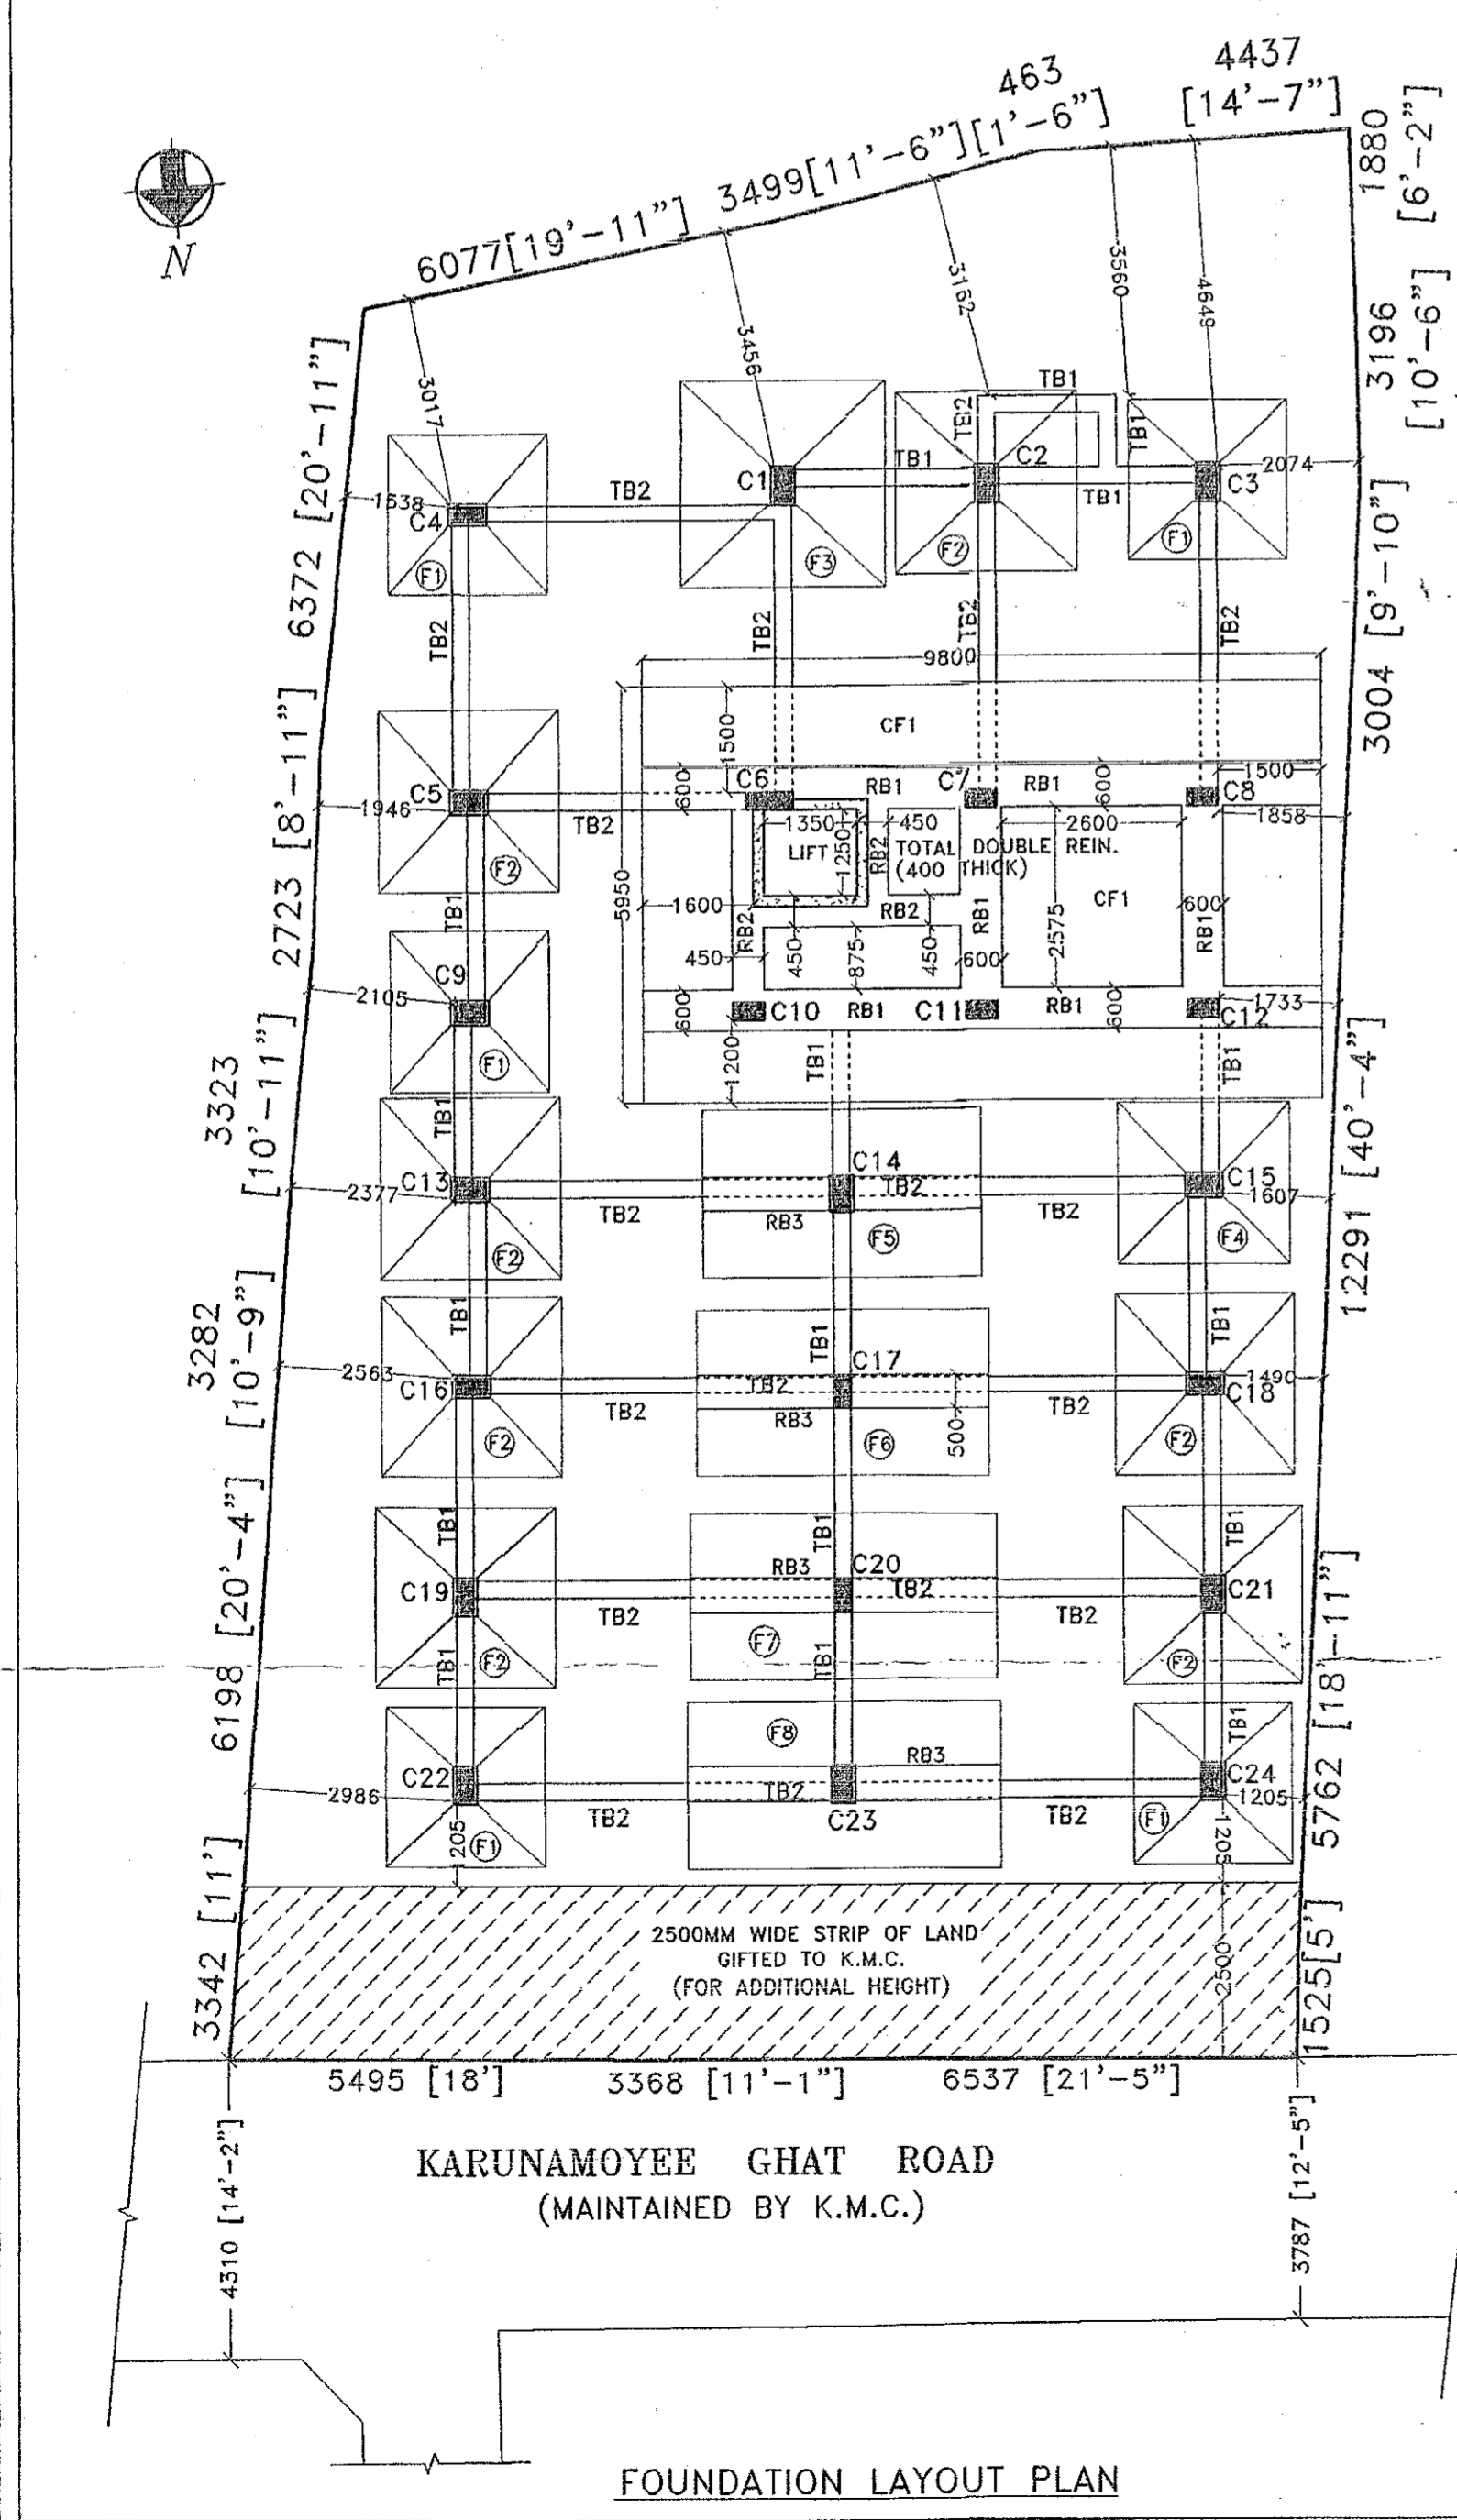 463
4437
[1'-6"]
[14'-7"]
3499[11'-6"]
6077[19'-11"]
1880
[6'-2"]
N
3196
[10'-6"]
3017
3456
3162
3560
4649
6372 [20'-11"]
TB1
TB2
TB1
C1
TB1
C2
2074
C3
TB1
1538
C4
TB2
F1
F3
F2
F1
3004 [9'-10"]
TB2
TB2
TB2
TB2
9800
CF1
1500
C5
1946
TB2
F2
C6
600
RB1
C7
RB1
600
1500
C8
1858
2723 [8'-11"]
1350
LIFT
1250
450
RB2
TOTAL DOUBLE REIN.
(400 THICK)
2600
5950
1600
RB2
RB2
RB1
2575
CF1
600
RB1
TB1
450
450
875
450
600
C9
2105
F1
600
C10
RB1
C11
RB1
600
1733
C12
3323
[10'-11"]
TB1
1200
TB1
TB1
12291 [40'-4"]
C13
2377
TB2
F2
C14
TB2
RB3
F5
TB2
C15
1607
F4
3282
[10'-9"]
TB1
TB1
TB1
C16
2563
TB2
F2
C17
TB2
RB3
F6
500
TB2
1490
C18
F2
6198 [20'-4"]
TB1
TB1
TB1
C19
TB2
TB1
F2
RB3
C20
TB2
F7
TB1
TB2
C21
F2
5762 [18'-11"]
TB1
C22
2986
TB2
1205
F1
F8
RB3
TB2
C23
TB2
C24
1205
F1
1205
3342 [11']
2500MM WIDE STRIP OF LAND
GIFTED TO K.M.C.
(FOR ADDITIONAL HEIGHT)
2500
1525[5']
5495 [18']
3368 [11'-1"]
6537 [21'-5"]
4310 [14'-2"]
KARUNAMOYEE GHAT ROAD
(MAINTAINED BY K.M.C.)
3787 [12'-5"]
FOUNDATION LAYOUT PLAN